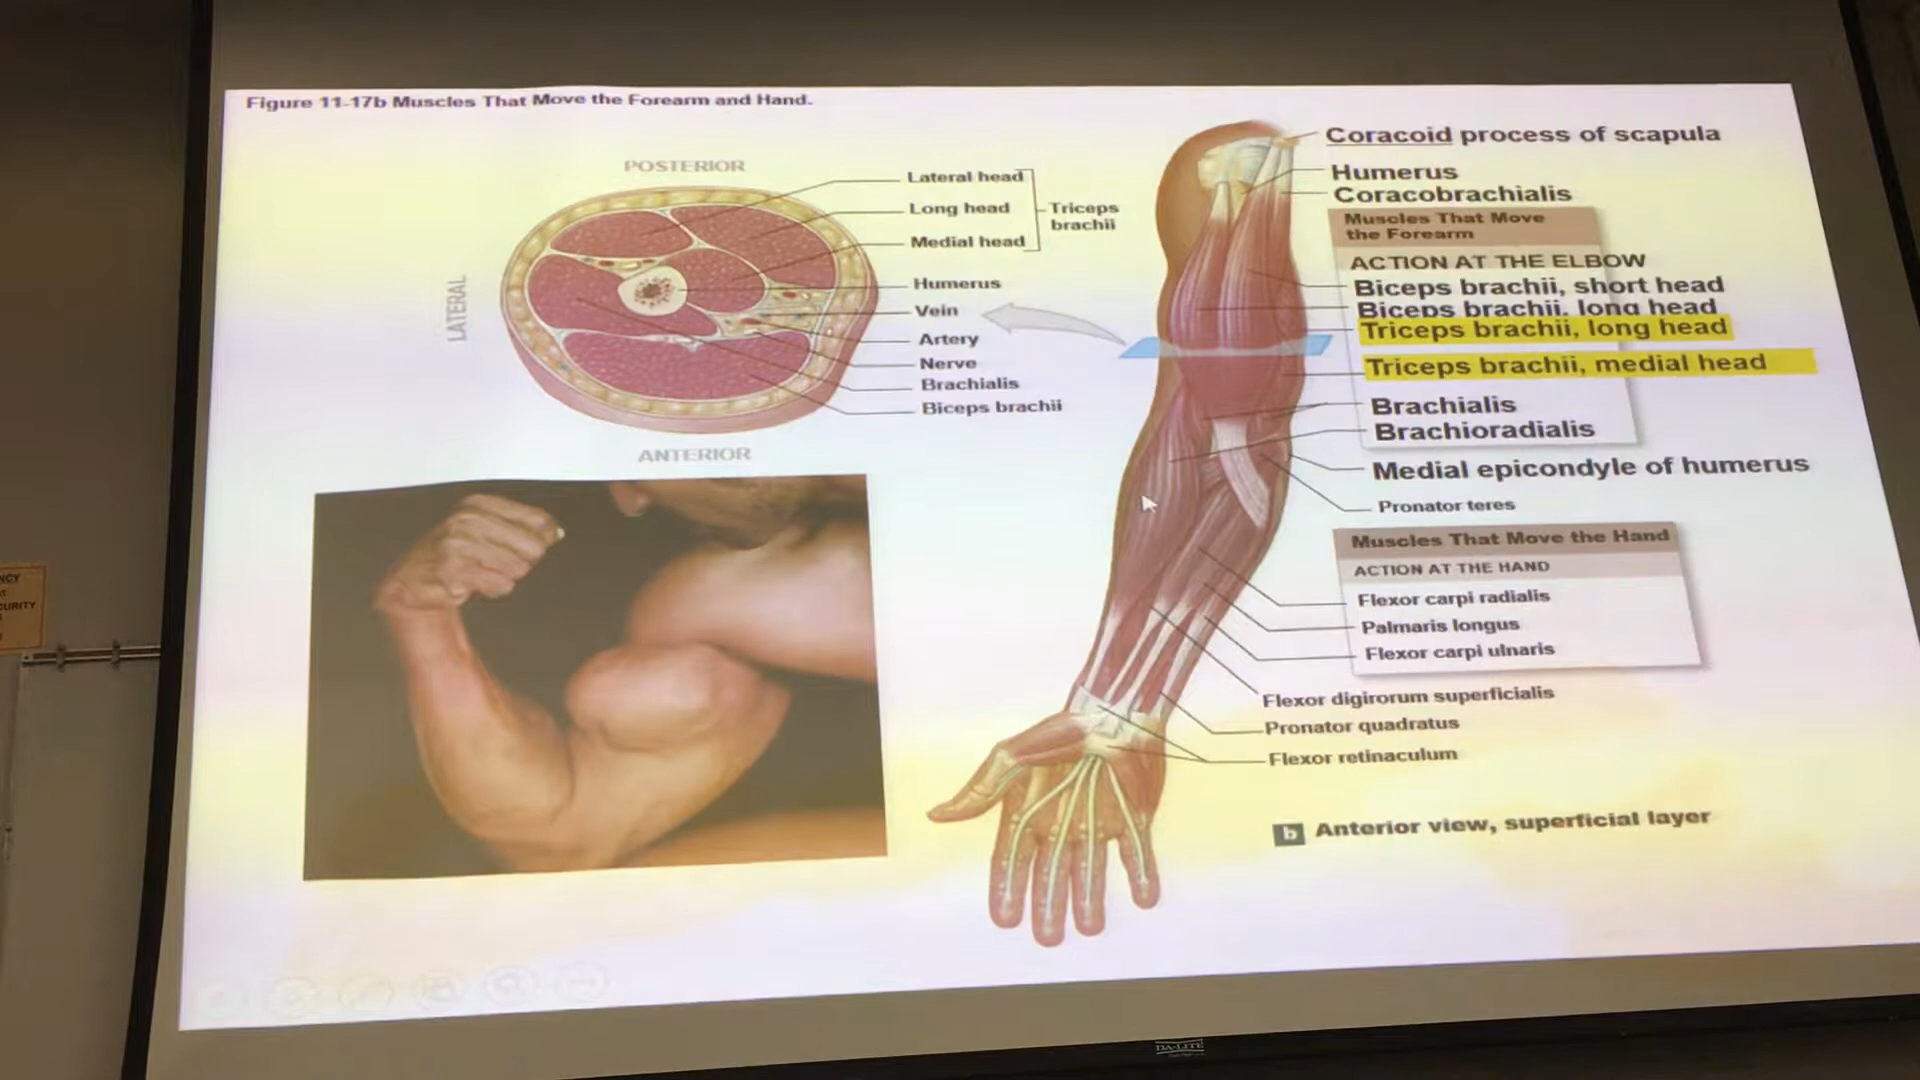 Figure 11-17b Muscles That Move the Forearm and Hand.
POSTERIOR
LATERAL
ANTERIOR
Lateral head
Long head
Medial head
Triceps
brachii
Humerus
Vein
Artery
Nerve
Brachialis
Biceps brachii
Coracoid process of scapula
Humerus
Coracobrachialis
Muscles That Move
the Forearm
ACTION AT THE ELBOW
Biceps brachii, short head
Biceps brachii, long head
Triceps brachii, long head
Triceps brachii, medial head
Brachialis
Brachioradialis
Medial epicondyle of humerus
Pronator teres
Muscles That Move the Hand
ACTION AT THE HAND
Flexor carpi radialis
Palmaris longus
Flexor carpi ulnaris
Flexor digirorum superficialis
Pronator quadratus
Flexor retinaculum
b Anterior view, superficial layer
DA-LITE